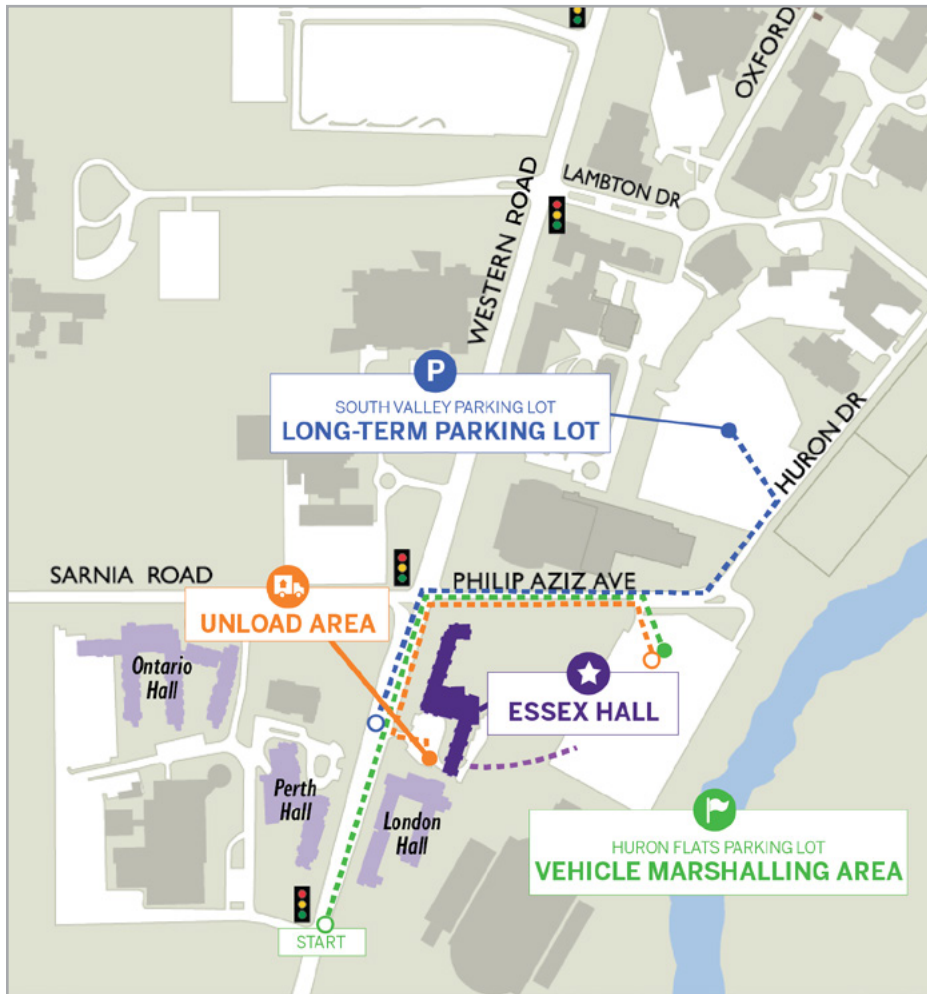 OXFORD
WESTERN ROAD
LAMBTON DR
P
SOUTH VALLEY PARKING LOT
LONG-TERM PARKING LOT
HURON DR
SARNIA ROAD
PHILIP AZIZ AVE
UNLOAD AREA
Ontario
Hall
ESSEX HALL
Perth
Hall
London
Hall
HURON FLATS PARKING LOT
VEHICLE MARSHALLING AREA
START